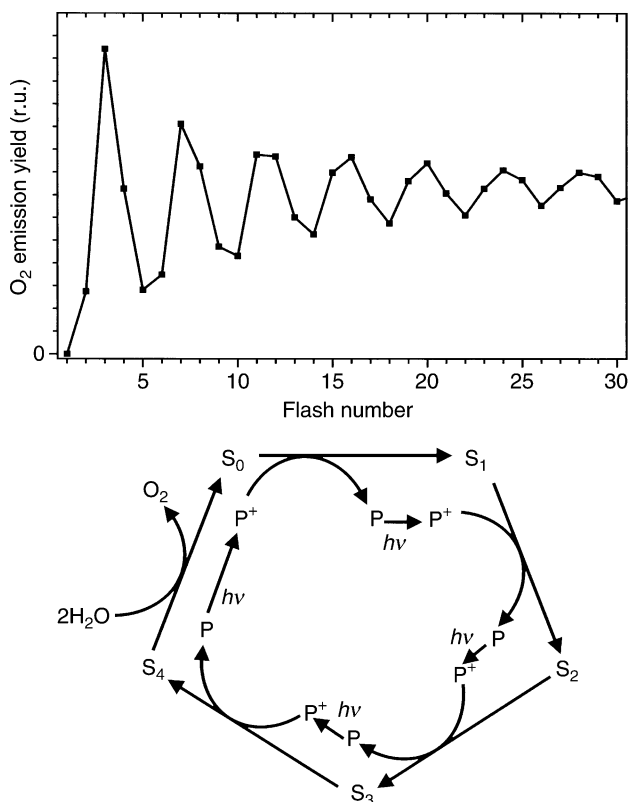 O₂ emission yield (r.u.)
0
5 10 15 20 25 30
Flash number
S₀ S₁
O₂
P⁺ P P⁺
hν
hν
2H₂O
P hν P
S₄ P⁺ S₂
P⁺ hν
P
S₃